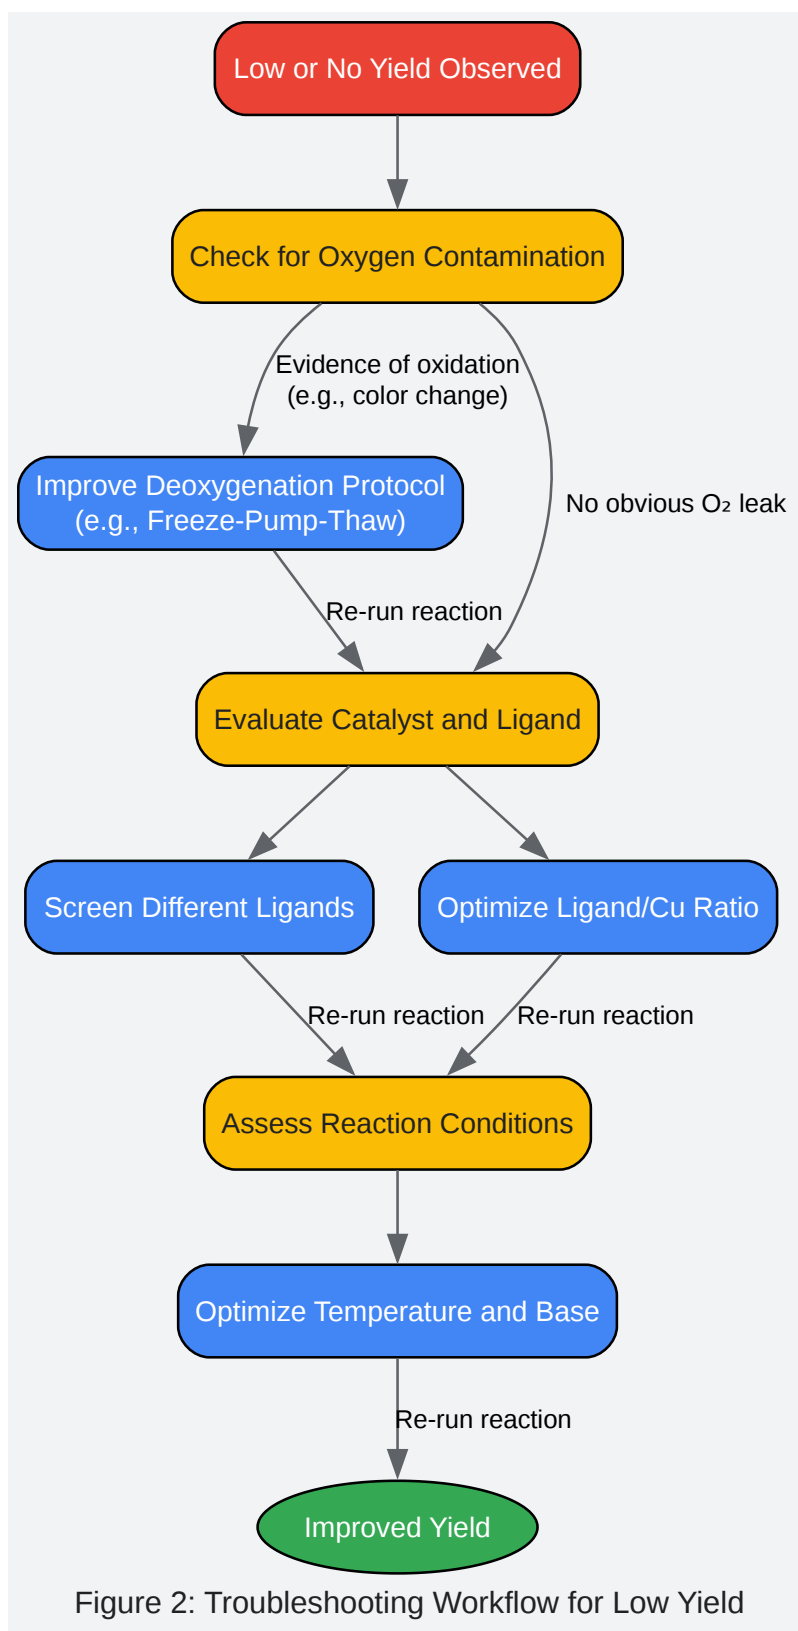 Low or No Yield Observed
Check for Oxygen Contamination
Evidence of oxidation
(e.g., color change)
Improve Deoxygenation Protocol
(e.g., Freeze-Pump-Thaw)
No obvious O₂ leak
Re-run reaction
Evaluate Catalyst and Ligand
Screen Different Ligands
Optimize Ligand/Cu Ratio
Re-run reaction
Re-run reaction
Assess Reaction Conditions
Optimize Temperature and Base
Re-run reaction
Improved Yield
Figure 2: Troubleshooting Workflow for Low Yield